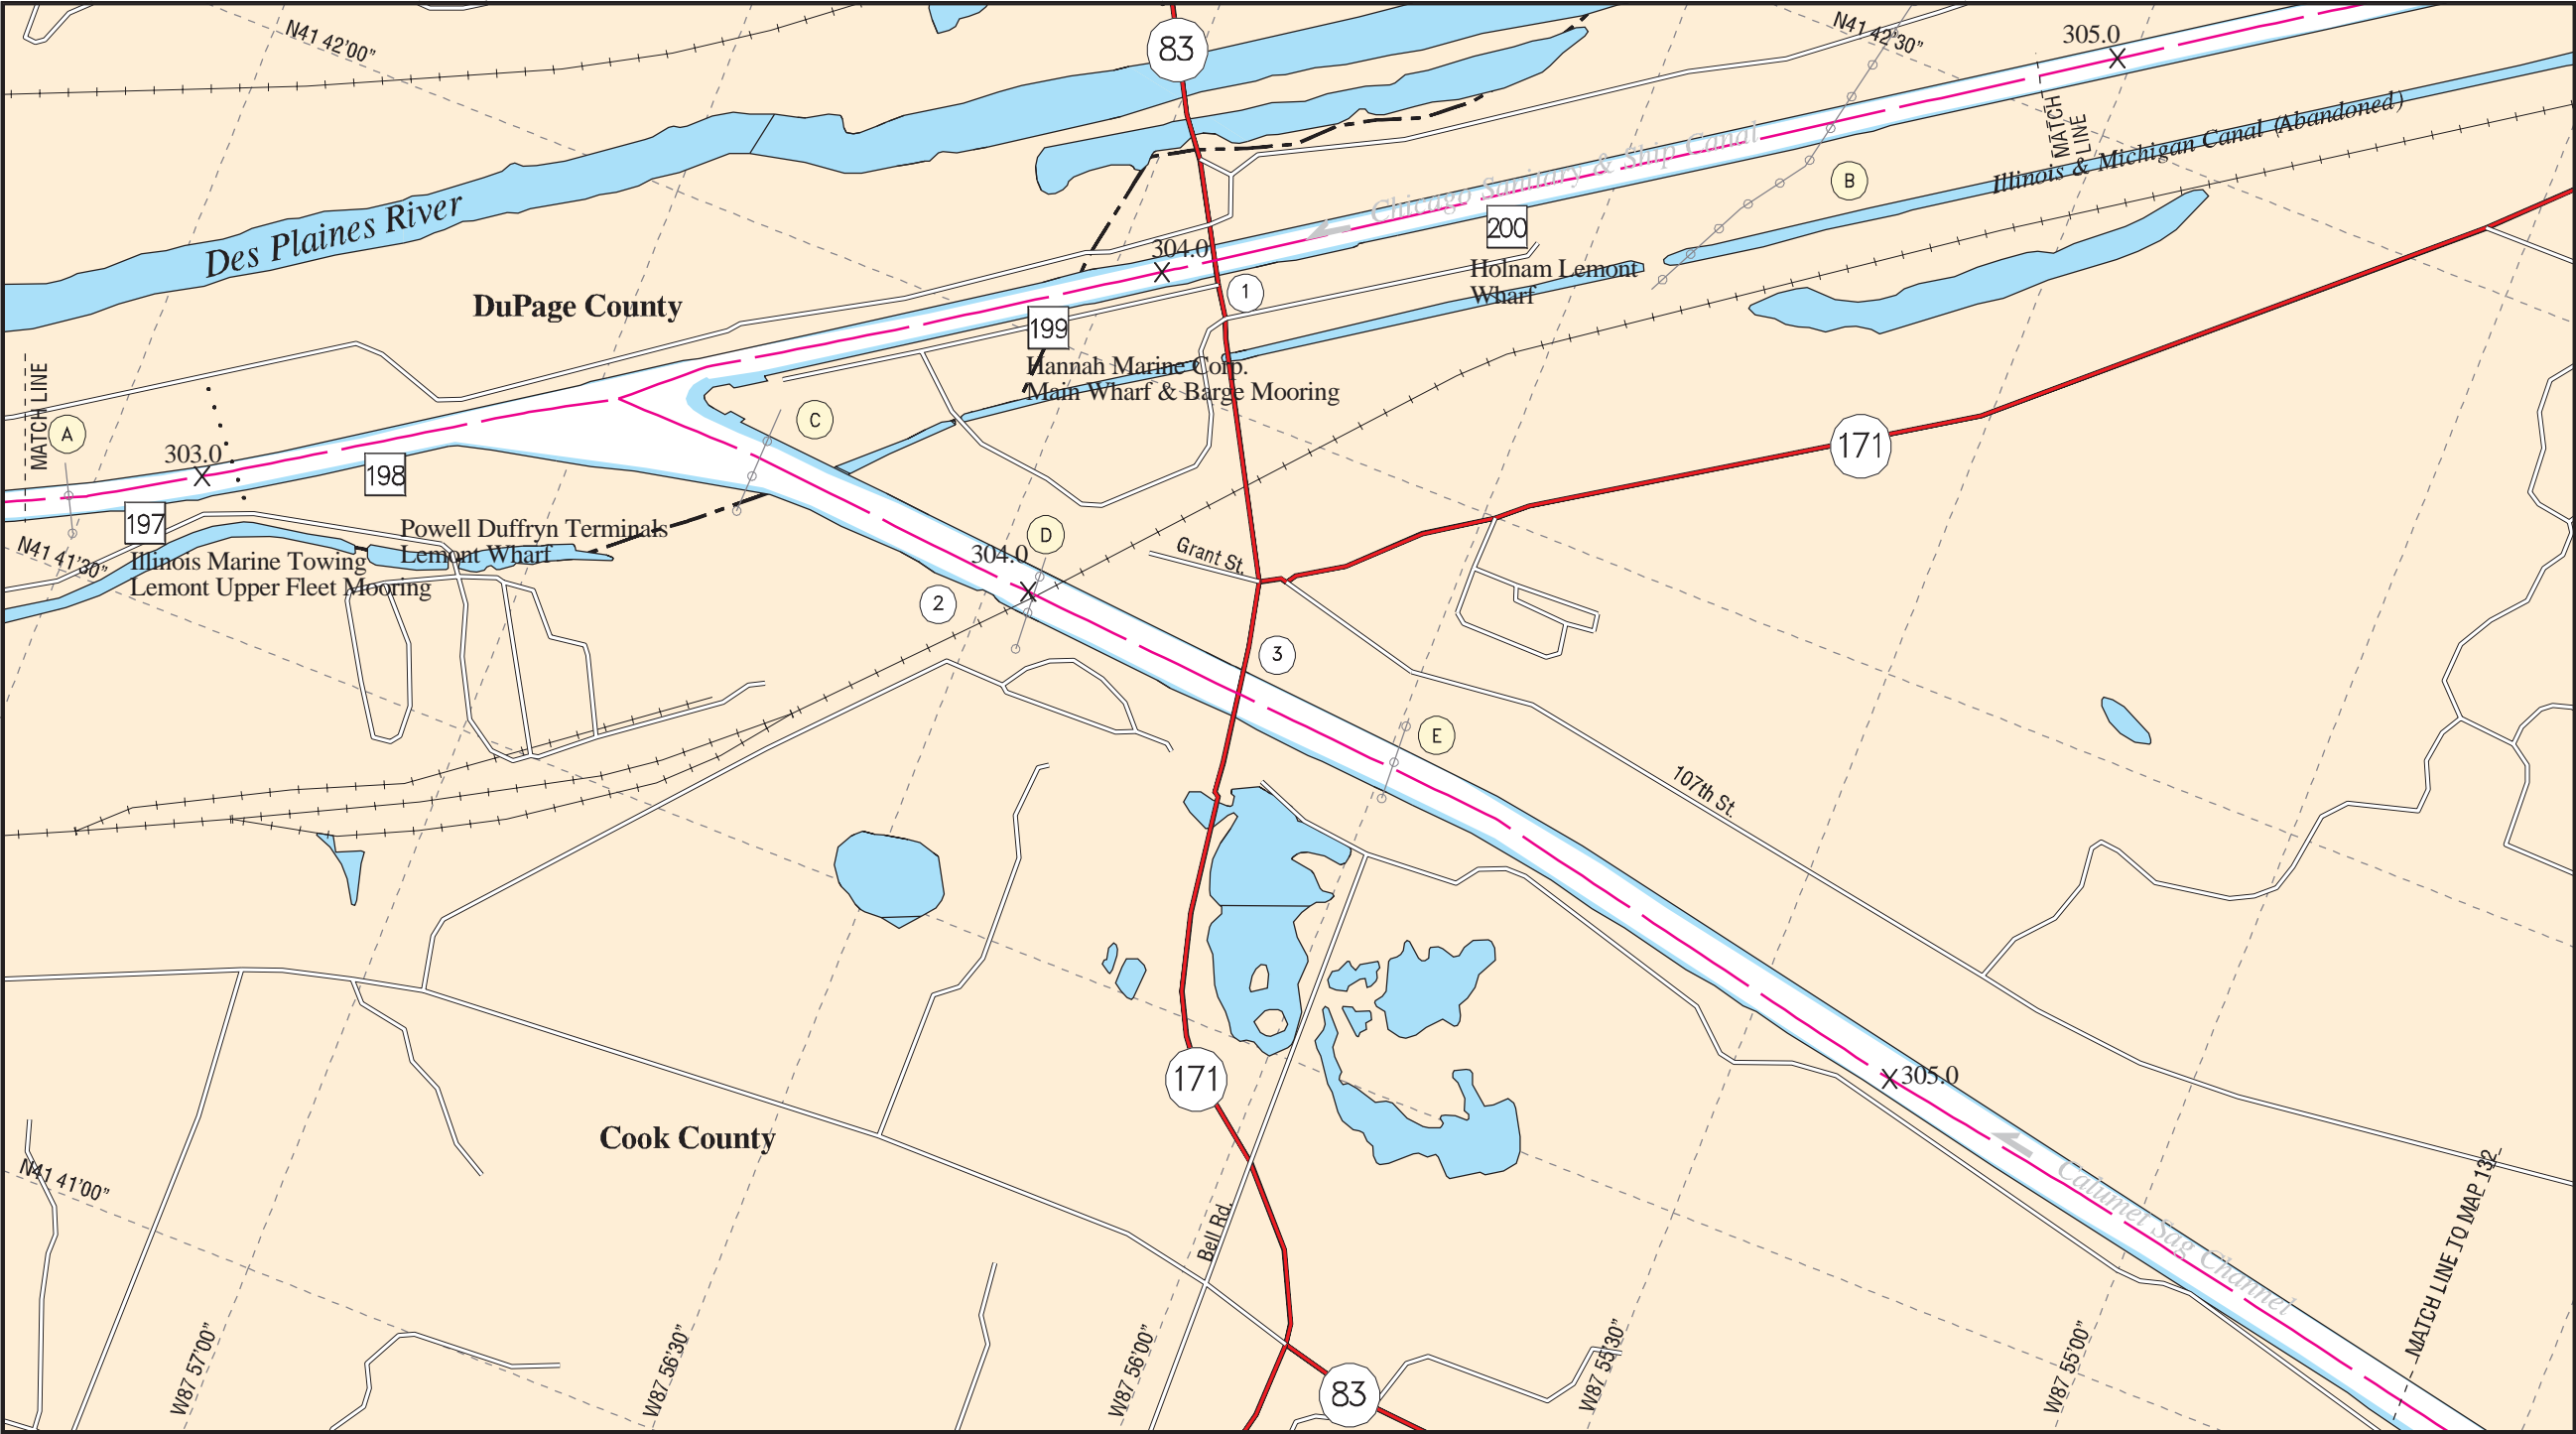 N41 42'00"
83
N41 42'30"
305.0
MATCH
LINE
Illinois & Michigan Canal (Abandoned)
Chicago Sanitary & Ship Canal
B
Des Plaines River
200
304.0
Holnam Lemont
Wharf
1
DuPage County
199
Hannah Marine Corp.
Main Wharf & Barge Mooring
MATCH LINE
A
C
303.0
198
171
197
Powell Duffryn Terminals
Lemont Wharf
N41 41'30"
Illinois Marine Towing
Lemont Upper Fleet Mooring
D
304.0
Grant St.
2
3
E
107th St.
171
305.0
Cook County
N41 41'00"
Calumet Sag Channel
MATCH LINE TO MAP 132
Bell Rd.
W87 57'00"
W87 56'30"
W87 56'00"
W87 55'30"
W87 55'00"
83